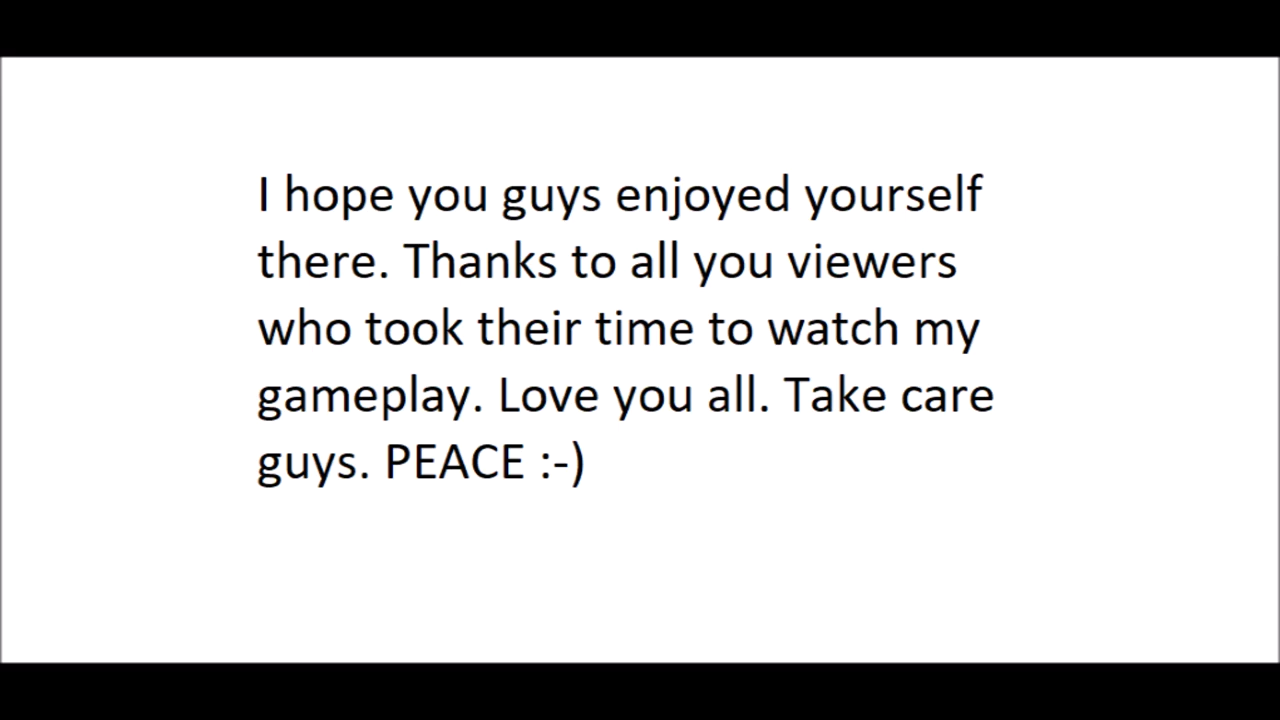 I hope you guys enjoyed yourself
there. Thanks to all you viewers
who took their time to watch my
gameplay. Love you all. Take care
guys. PEACE :-)